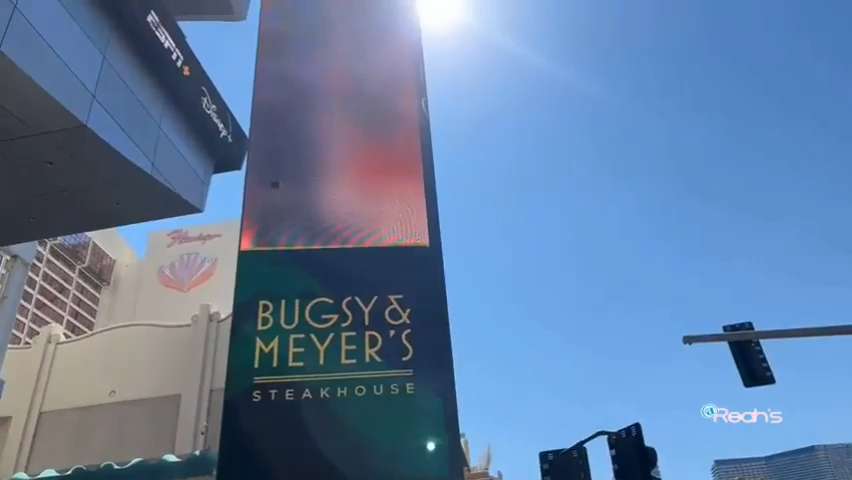 ESPN+
Disney+
Flamingo
BUGSY &
MEYER'S
STEAKHOUSE
Reah's